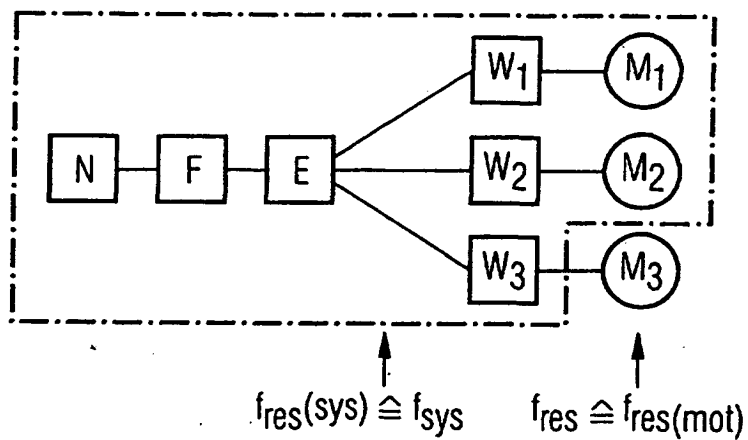 W1 M1
N F E W2 M2
W3 M3
fres(sys) ≙ fsys fres ≙ fres(mot)